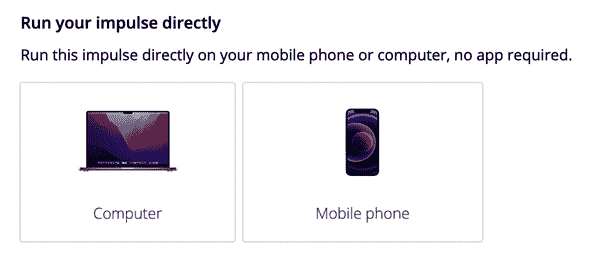 Run your impulse directly
Run this impulse directly on your mobile phone or computer, no app required.
Computer
Mobile phone